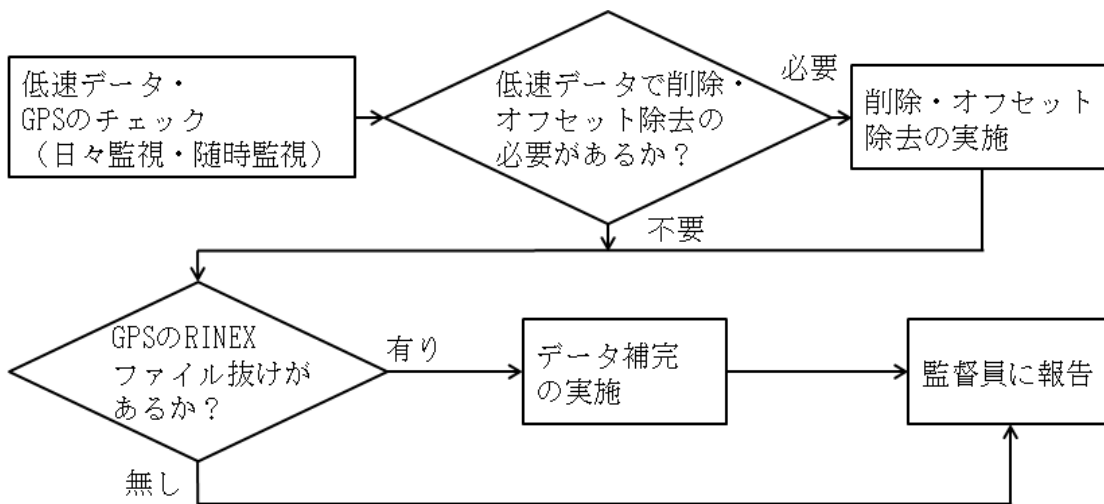 低速データ・
GPSのチェック
（日々監視・随時監視）
低速データで削除・
オフセット除去の
必要があるか？
必要
削除・オフセット
除去の実施
不要
GPSのRINEX
ファイル抜けが
あるか？
有り
データ補完
の実施
監督員に報告
無し